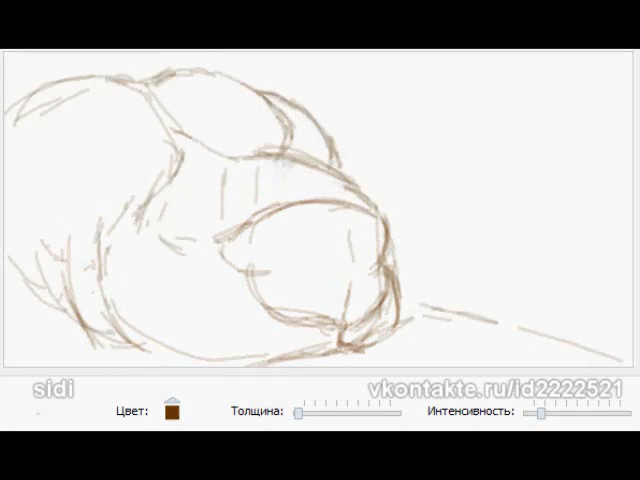 sidi
vkontakte.ru/id2222521
Цвет:
Толщина:
Интенсивность: